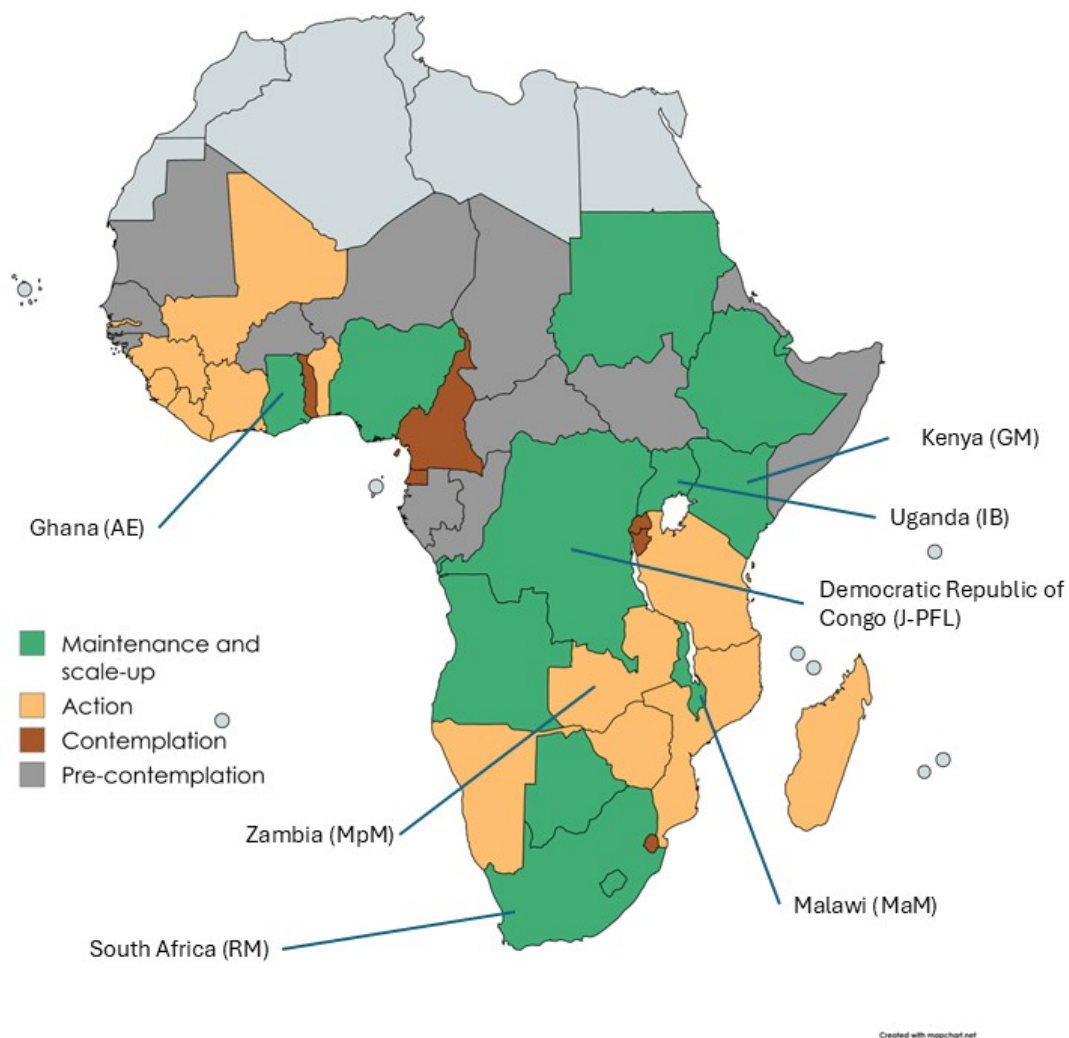 Kenya (GM)
Uganda (IB)
Ghana (AE)
Democratic Republic of
Congo (J-PFL)
Maintenance and
scale-up
Action
Contemplation
Pre-contemplation
Zambia (MpM)
Malawi (MaM)
South Africa (RM)
Created with mapchart.net